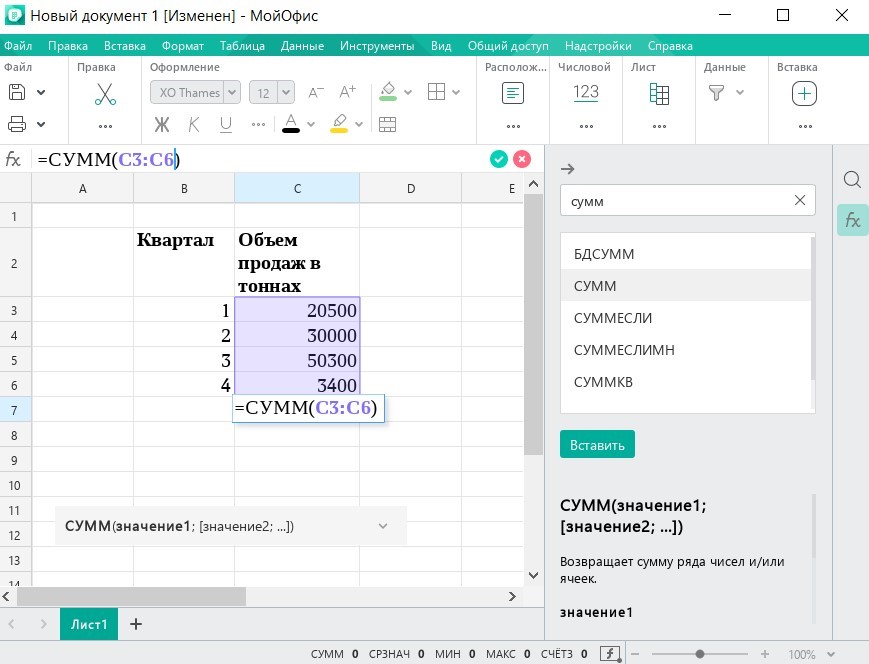 Новый документ 1 [Изменен] - МойОфис
Файл Правка Вставка Формат Таблица Данные Инструменты Вид Общий доступ Надстройки Справка
Файл Правка Оформление Располож... Числовой Лист Данные Вставка
XO Thames 12 A⁻ A⁺ 123
Ж К Ч A
fx =СУММ(C3:C6)
A B C D E
1
2 Квартал Объем
продаж в
тоннах
3 1 20500
4 2 30000
5 3 50300
6 4 3400
7 =СУММ(C3:C6)
8
9
10
11
12
13
14
СУММ(значение1; [значение2; ...])
Лист1 +
сумм
fx
БДСУММ
СУММ
СУММЕСЛИ
СУММЕСЛИМН
СУММКВ
Вставить
СУММ(значение1;
[значение2; ...])
Возвращает сумму ряда чисел и/или
ячеек.
значение1
СУММ 0 СРЗНАЧ 0 МИН 0 МАКС 0 СЧЁТЗ 0 100%